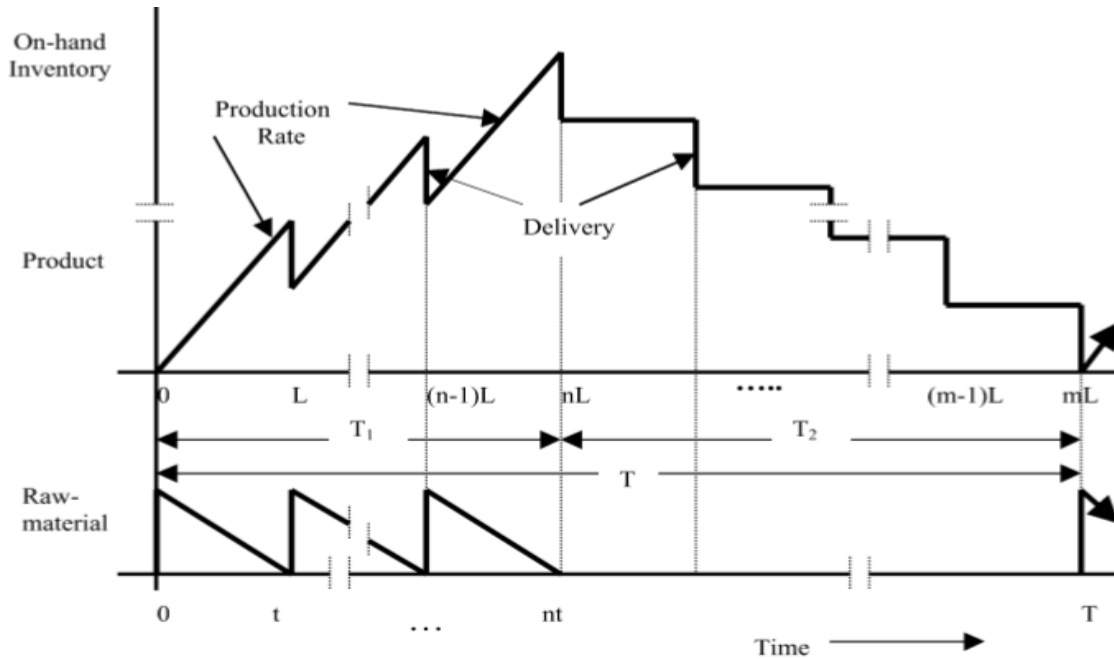 On-hand
Inventory
Production
Rate
Delivery
Product
0 L (n-1)L nL ..... (m-1)L mL
T₁ T₂
T
Raw-
material
0 t ... nt T
Time